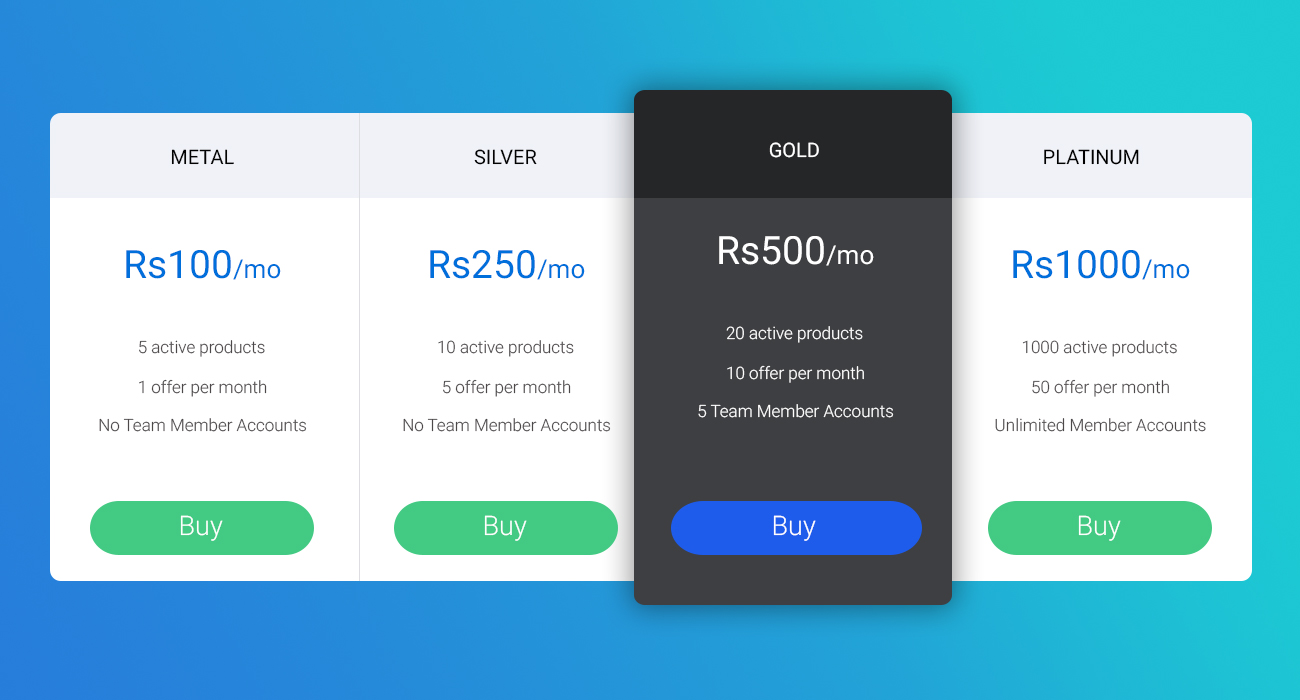 METAL
Rs100/mo
5 active products
1 offer per month
No Team Member Accounts
Buy
SILVER
Rs250/mo
10 active products
5 offer per month
No Team Member Accounts
Buy
GOLD
Rs500/mo
20 active products
10 offer per month
5 Team Member Accounts
Buy
PLATINUM
Rs1000/mo
1000 active products
50 offer per month
Unlimited Member Accounts
Buy